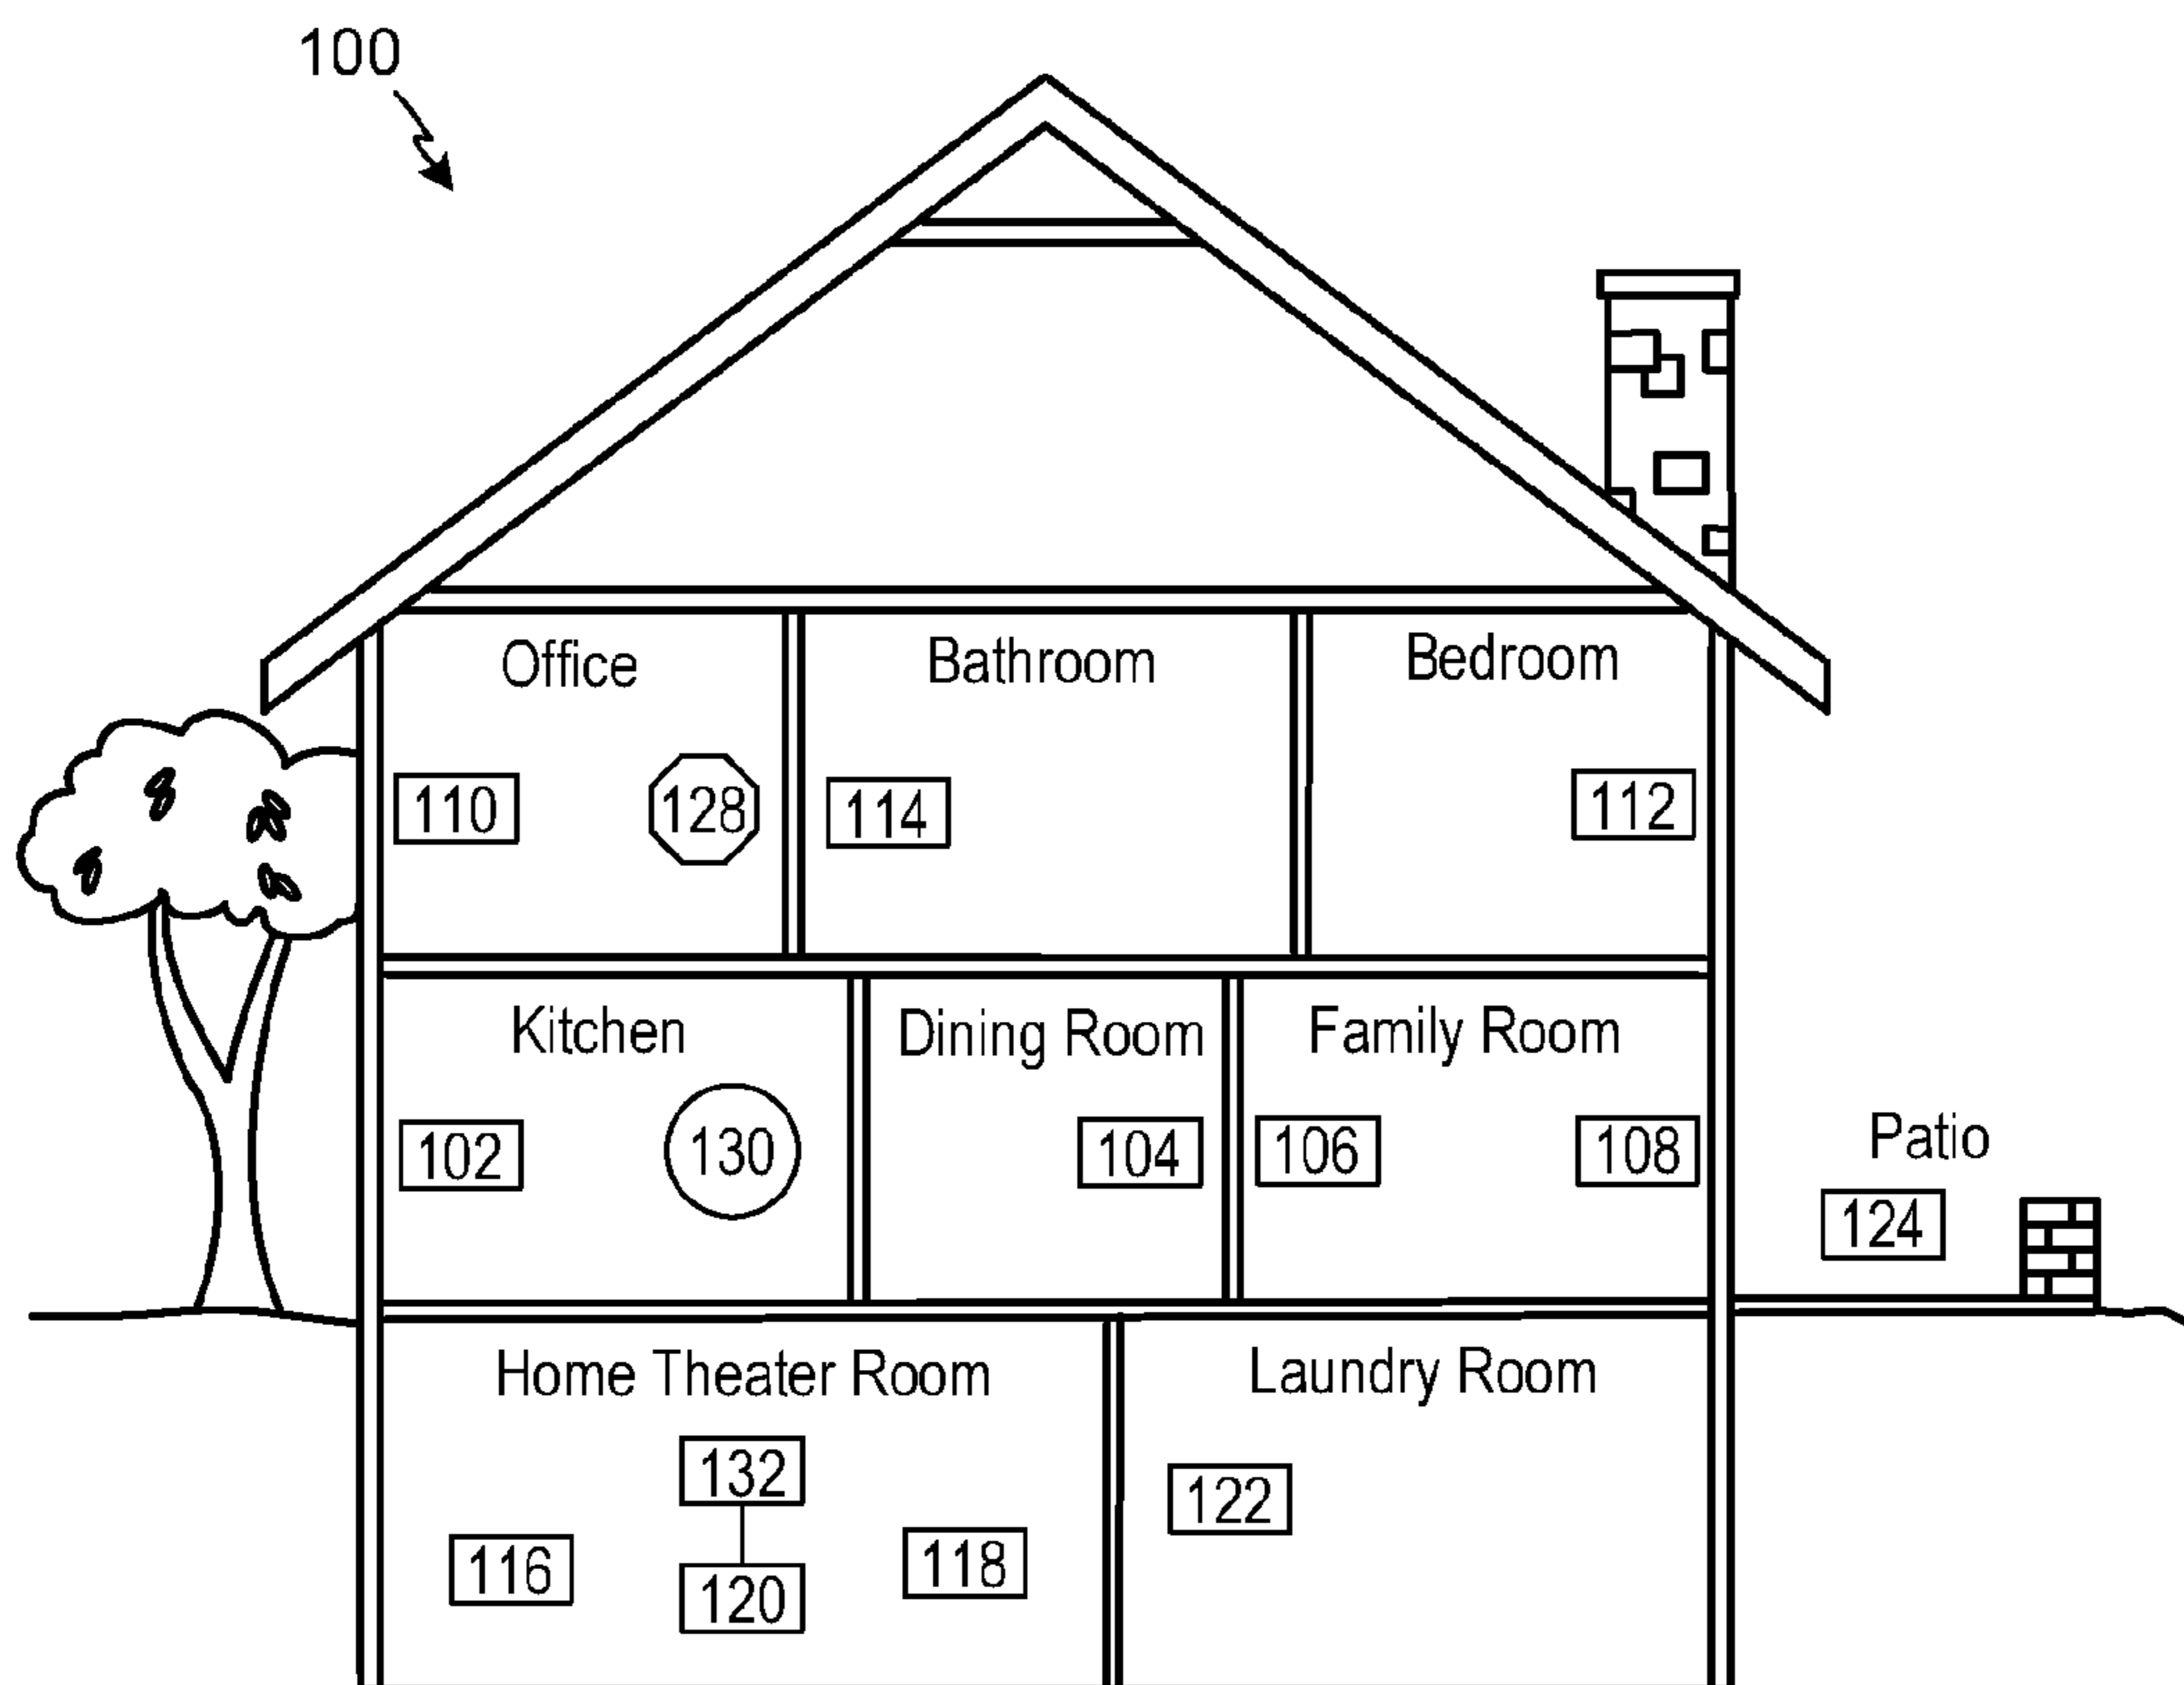 100
Office
Bathroom
Bedroom
110
128
114
112
Kitchen
Dining Room
Family Room
102
130
104
106
108
Patio
124
Home Theater Room
Laundry Room
132
122
116
120
118